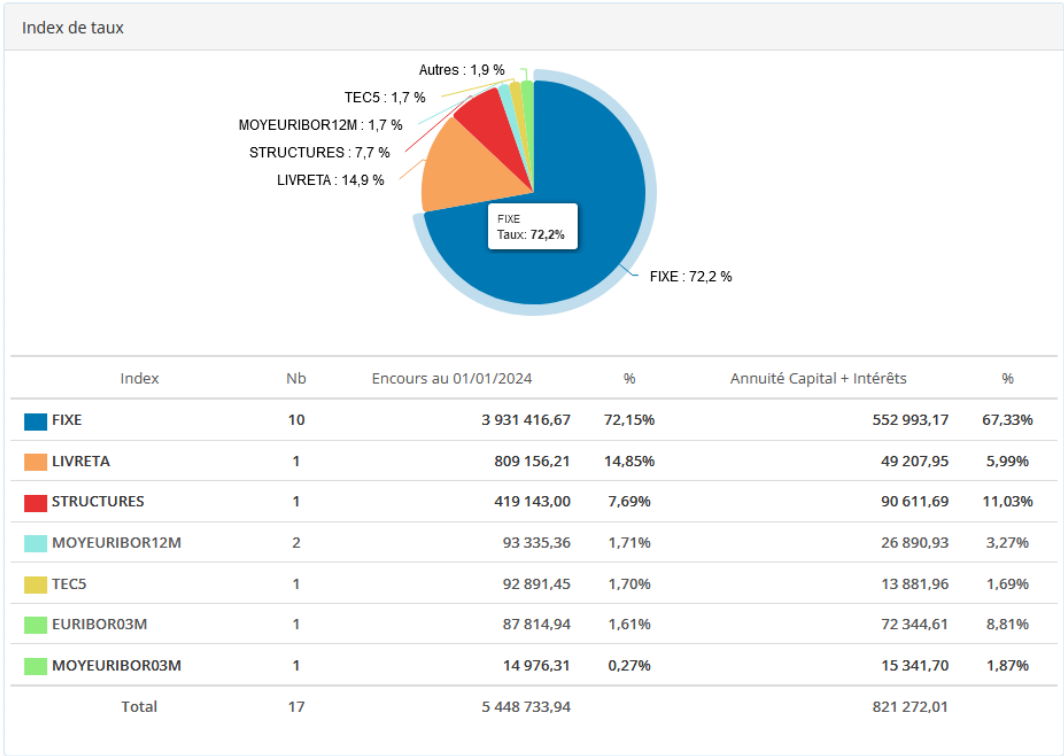 Index de taux
Autres : 1,9 %
TEC5 : 1,7 %
MOYEURIBOR12M : 1,7 %
STRUCTURES : 7,7 %
LIVRETA : 14,9 %
FIXE
Taux: 72,2%
FIXE : 72,2 %
Index Nb Encours au 01/01/2024 % Annuité Capital + Intérêts %
FIXE 10 3 931 416,67 72,15% 552 993,17 67,33%
LIVRETA 1 809 156,21 14,85% 49 207,95 5,99%
STRUCTURES 1 419 143,00 7,69% 90 611,69 11,03%
MOYEURIBOR12M 2 93 335,36 1,71% 26 890,93 3,27%
TEC5 1 92 891,45 1,70% 13 881,96 1,69%
EURIBOR03M 1 87 814,94 1,61% 72 344,61 8,81%
MOYEURIBOR03M 1 14 976,31 0,27% 15 341,70 1,87%
Total 17 5 448 733,94 821 272,01